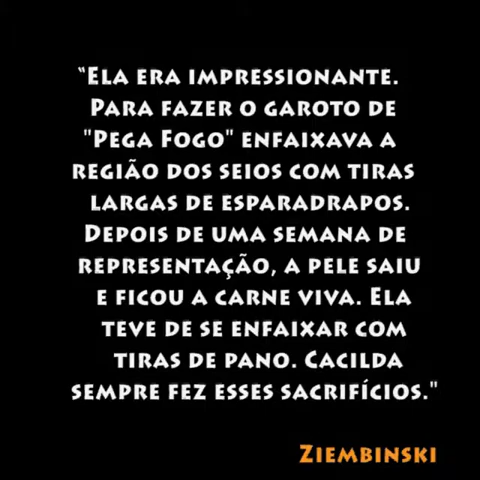 “Ela era impressionante.
Para fazer o garoto de
"Pega Fogo" enfaixava a
região dos seios com tiras
largas de esparadrapos.
Depois de uma semana de
representação, a pele saiu
e ficou a carne viva. Ela
teve de se enfaixar com
tiras de pano. Cacilda
sempre fez esses sacrifícios."
Ziembinski